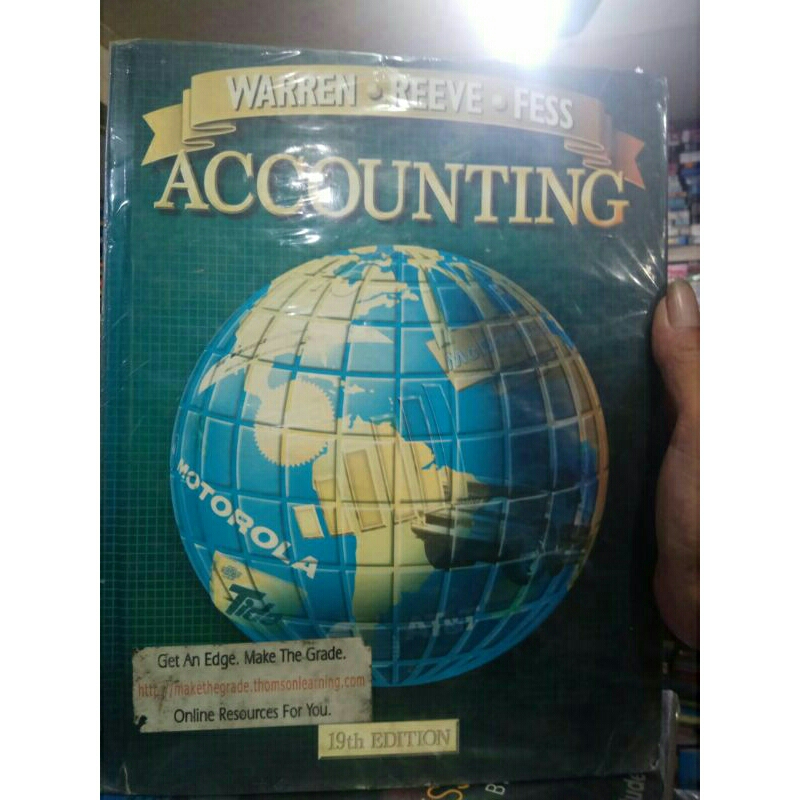 WARREN • REEVE • FESS
ACCOUNTING
MOTOROLA
Get An Edge. Make The Grade.
http://makethegrade.thomsonlearning.com
Online Resources For You.
19th EDITION